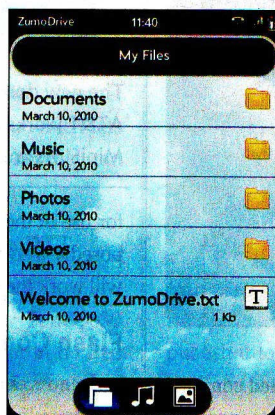 ZumoDrive 11:40
My Files
Documents
March 10, 2010
Music
March 10, 2010
Photos
March 10, 2010
Videos
March 10, 2010
Welcome to ZumoDrive.txt
March 10, 2010 1 Kb